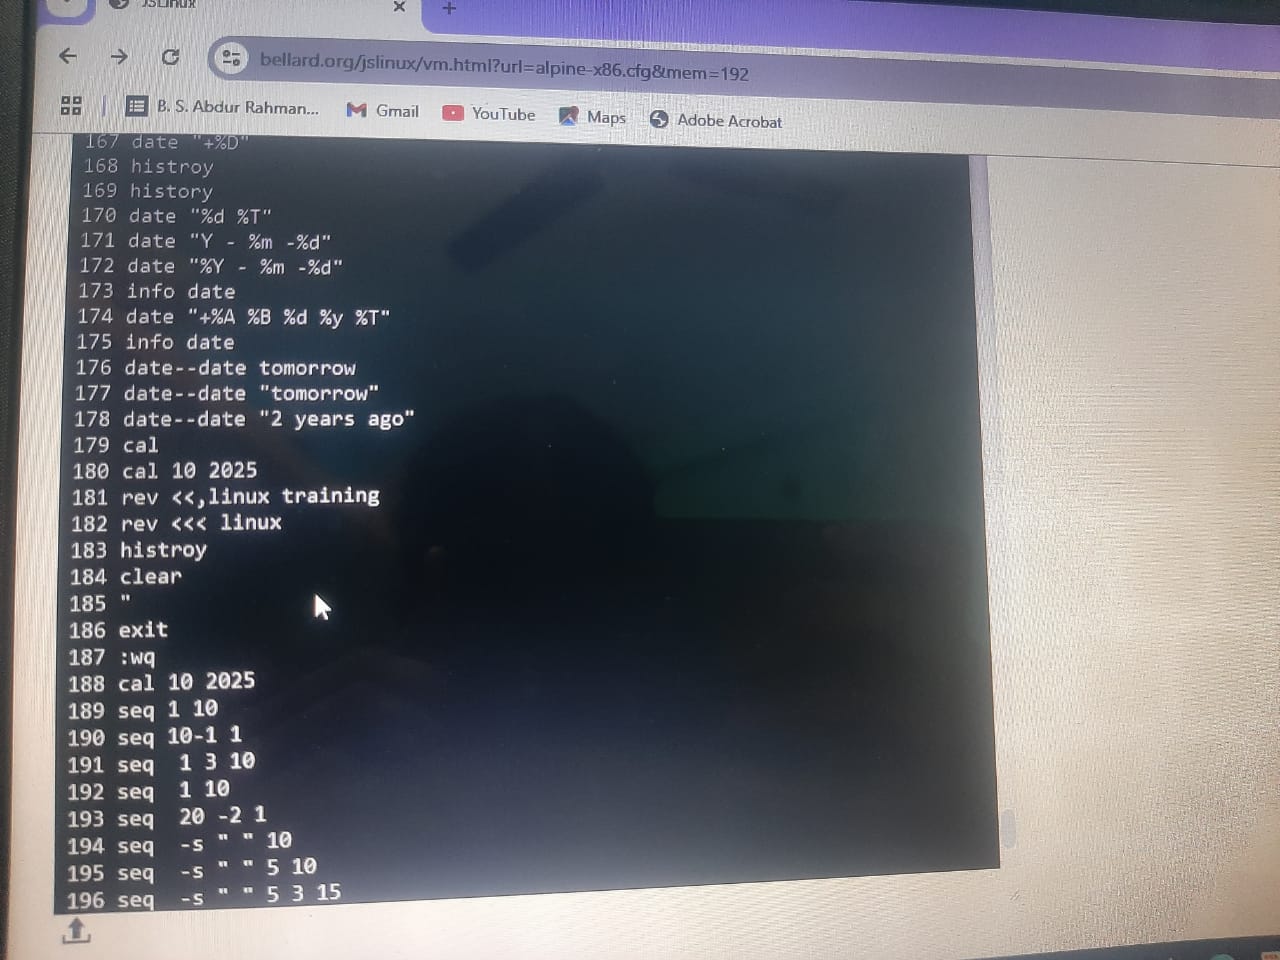 JSLinux
bellard.org/jslinux/vm.html?url=alpine-x86.cfg&mem=192
B. S. Abdur Rahman... Gmail YouTube Maps Adobe Acrobat
167 date "+%D"
168 histroy
169 history
170 date "%d %T"
171 date "Y - %m -%d"
172 date "%Y - %m -%d"
173 info date
174 date "+%A %B %d %y %T"
175 info date
176 date--date tomorrow
177 date--date "tomorrow"
178 date--date "2 years ago"
179 cal
180 cal 10 2025
181 rev <<,linux training
182 rev <<< linux
183 histroy
184 clear
185 "
186 exit
187 :wq
188 cal 10 2025
189 seq 1 10
190 seq 10-1 1
191 seq  1 3 10
192 seq  1 10
193 seq  20 -2 1
194 seq  -s " " 10
195 seq  -s " " 5 10
196 seq  -s " " 5 3 15